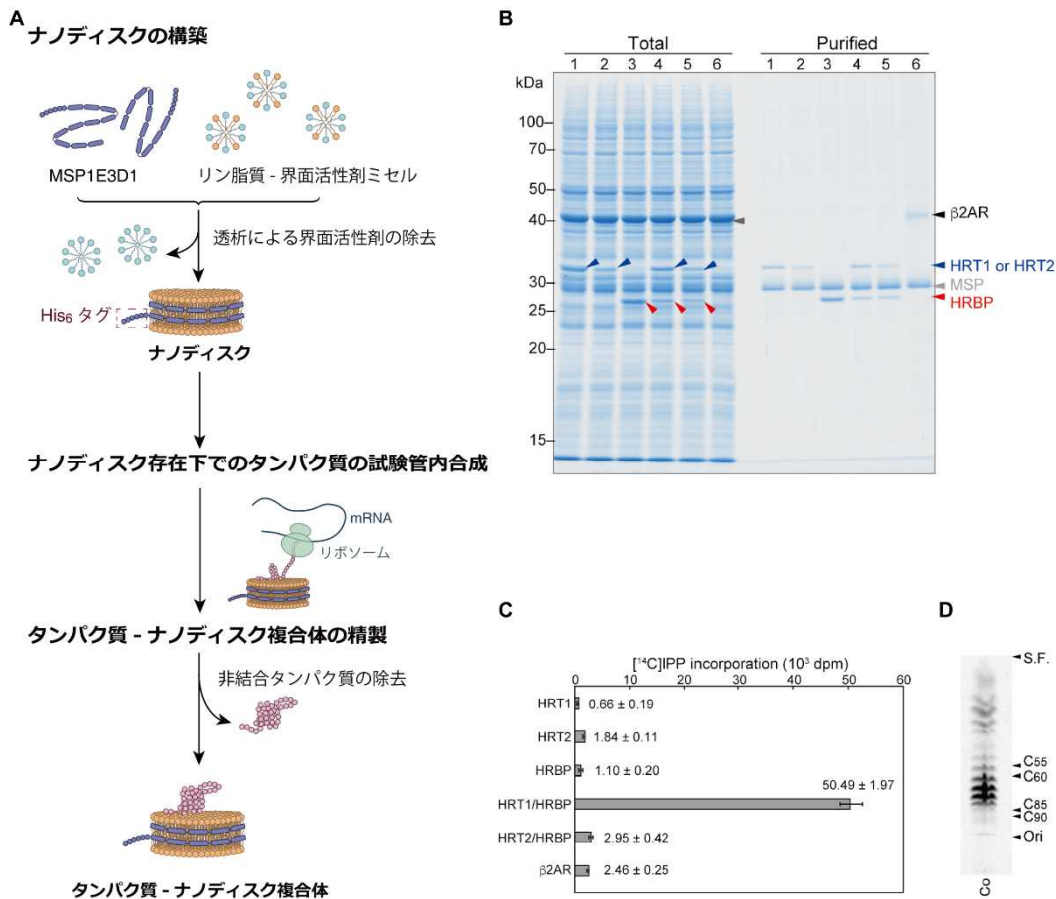 A
ナノディスクの構築
MSP1E3D1
リン脂質 - 界面活性剤ミセル
透析による界面活性剤の除去
His₆ タグ
ナノディスク
ナノディスク存在下でのタンパク質の試験管内合成
mRNA
リボソーム
タンパク質 - ナノディスク複合体の精製
非結合タンパク質の除去
タンパク質 - ナノディスク複合体
B
Total Purified
1 2 3 4 5 6 1 2 3 4 5 6
kDa
100
70
50
40
30
25
20
15
β2AR
HRT1 or HRT2
MSP
HRBP
C
[¹⁴C]IPP incorporation (10³ dpm)
0 10 20 30 40 50 60
HRT1 0.66 ± 0.19
HRT2 1.84 ± 0.11
HRBP 1.10 ± 0.20
HRT1/HRBP 50.49 ± 1.97
HRT2/HRBP 2.95 ± 0.42
β2AR 2.46 ± 0.25
D
S.F.
C55
C60
C85
C90
Ori
Co